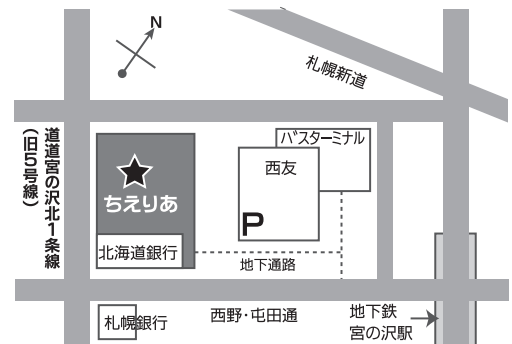 N
札幌新道
バスターミナル
西友
P
ちえりあ
北海道銀行
道道宮の沢北1条線
(旧5号線)
地下通路
札幌銀行
西野・屯田通
地下鉄
宮の沢駅